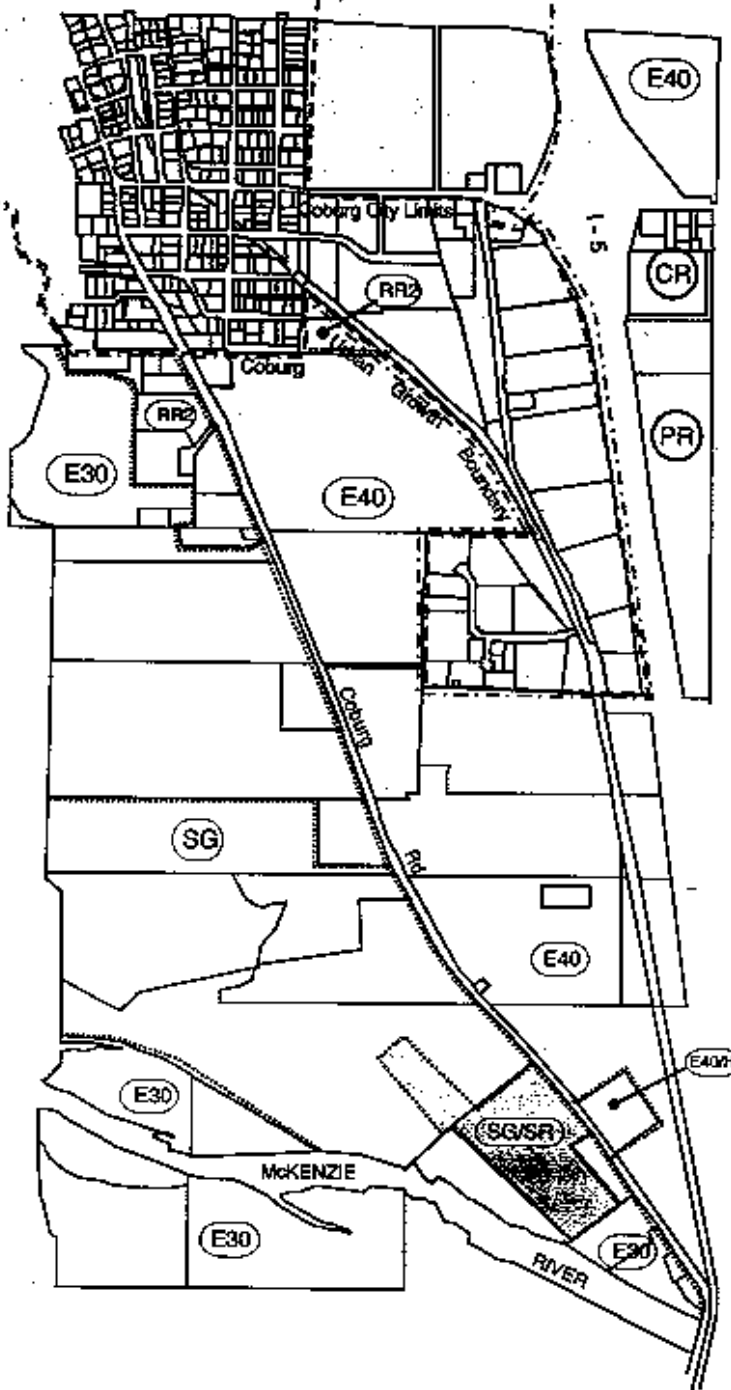 E40
Coburg City Limits
I-5
CR
RR2
Urban Growth Boundary
Coburg
RR2
PR
E30
E40
Coburg Rd
SG
E40
E40/H
E30
SG/SR
McKENZIE RIVER
E30
E30